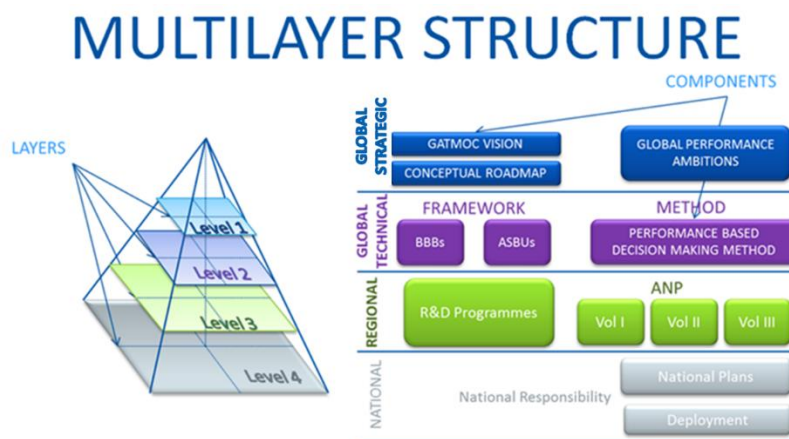 MULTILAYER STRUCTURE
COMPONENTS
LAYERS
Level 1
Level 2
Level 3
Level 4
GLOBAL
STRATEGIC
GATMOC VISION
CONCEPTUAL ROADMAP
GLOBAL PERFORMANCE
AMBITIONS
GLOBAL
TECHNICAL
FRAMEWORK
BBBs
ASBUs
METHOD
PERFORMANCE BASED
DECISION MAKING METHOD
REGIONAL
R&D Programmes
ANP
Vol I
Vol II
Vol III
NATIONAL
National Responsibility
National Plans
Deployment